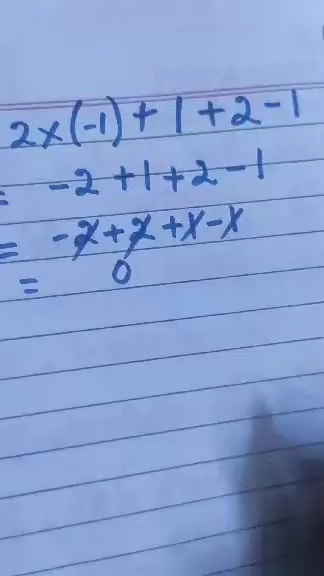 2×(-1)+1+2-1
= -2+1+2-1
= -2+2+1-1
= 0